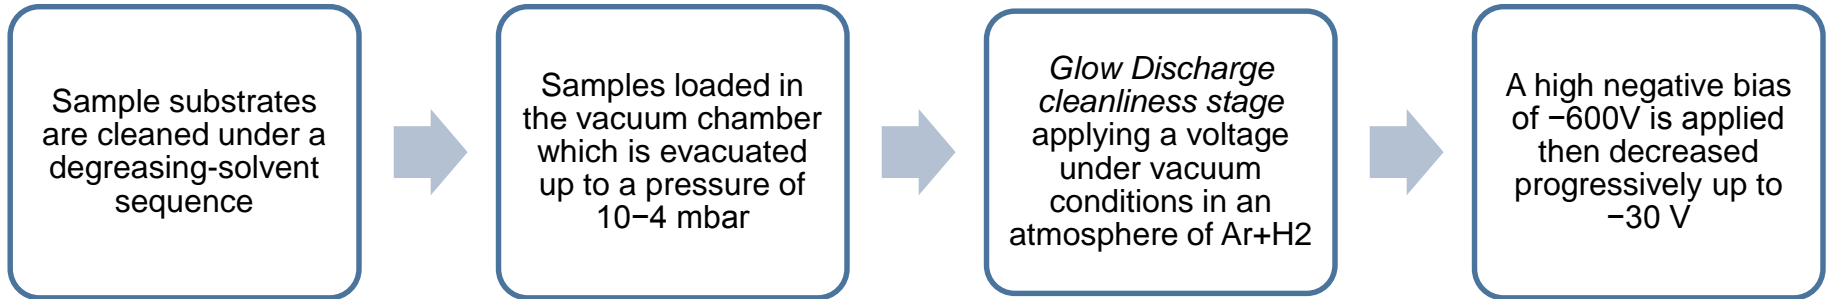 Sample substrates
are cleaned under a
degreasing-solvent
sequence
Samples loaded in
the vacuum chamber
which is evacuated
up to a pressure of
10−4 mbar
Glow Discharge
cleanliness stage
applying a voltage
under vacuum
conditions in an
atmosphere of Ar+H2
A high negative bias
of −600V is applied
then decreased
progressively up to
−30 V